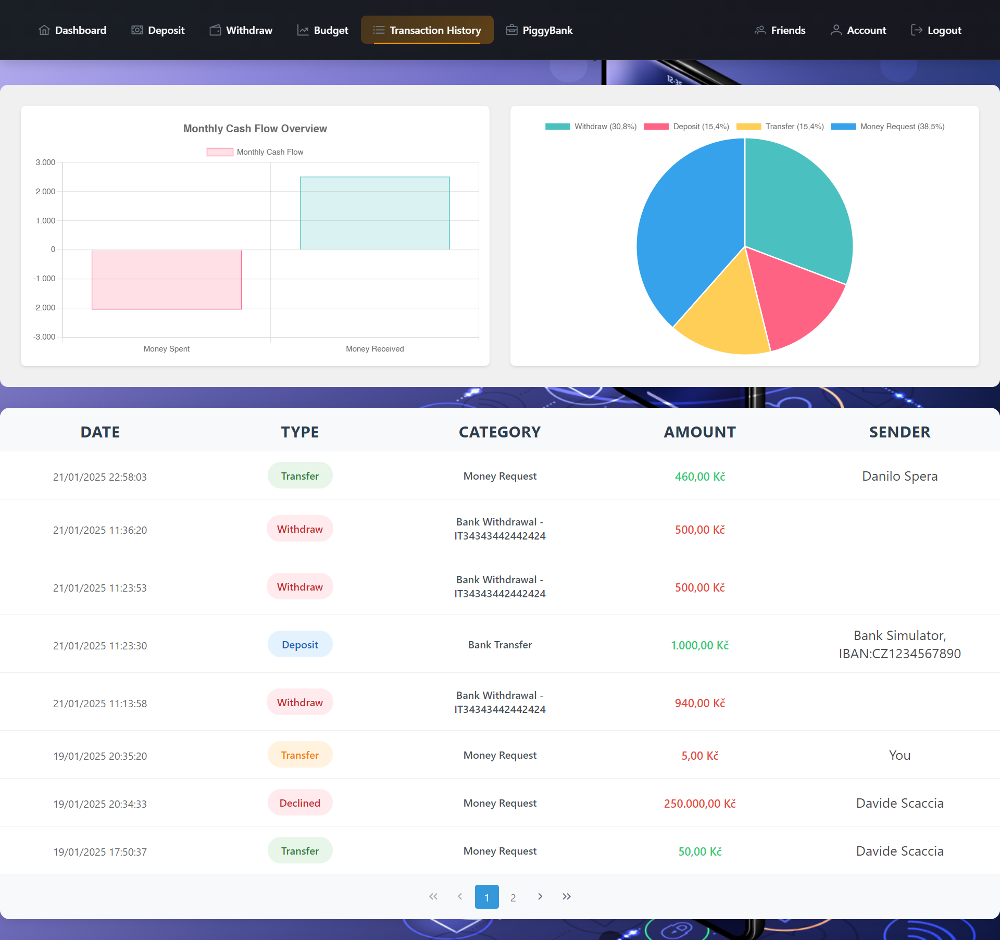 Dashboard Deposit Withdraw Budget Transaction History PiggyBank Friends Account Logout
12:35
Monthly Cash Flow Overview
Monthly Cash Flow
3.000
2.000
1.000
0
-1.000
-2.000
-3.000
Money Spent Money Received
Withdraw (30,8%) Deposit (15,4%) Transfer (15,4%) Money Request (38,5%)
DATE TYPE CATEGORY AMOUNT SENDER
21/01/2025 22:58:03 Transfer Money Request 460,00 Kč Danilo Spera
21/01/2025 11:36:20 Withdraw Bank Withdrawal -
IT34343442442424 500,00 Kč
21/01/2025 11:23:53 Withdraw Bank Withdrawal -
IT34343442442424 500,00 Kč
21/01/2025 11:23:30 Deposit Bank Transfer 1.000,00 Kč Bank Simulator,
IBAN:CZ1234567890
21/01/2025 11:13:58 Withdraw Bank Withdrawal -
IT34343442442424 940,00 Kč
19/01/2025 20:35:20 Transfer Money Request 5,00 Kč You
19/01/2025 20:34:33 Declined Money Request 250.000,00 Kč Davide Scaccia
19/01/2025 17:50:37 Transfer Money Request 50,00 Kč Davide Scaccia
« ‹ 1 2 › »